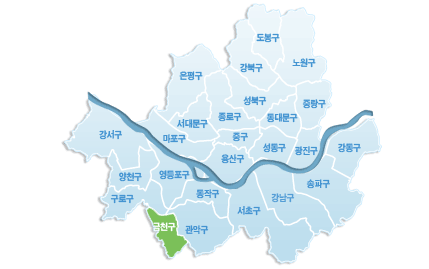 도봉구
노원구
강북구
은평구
성북구
중랑구
종로구
동대문구
서대문구
마포구
중구
성동구
광진구
강동구
강서구
용산구
양천구
영등포구
동작구
송파구
강남구
서초구
구로구
금천구
관악구